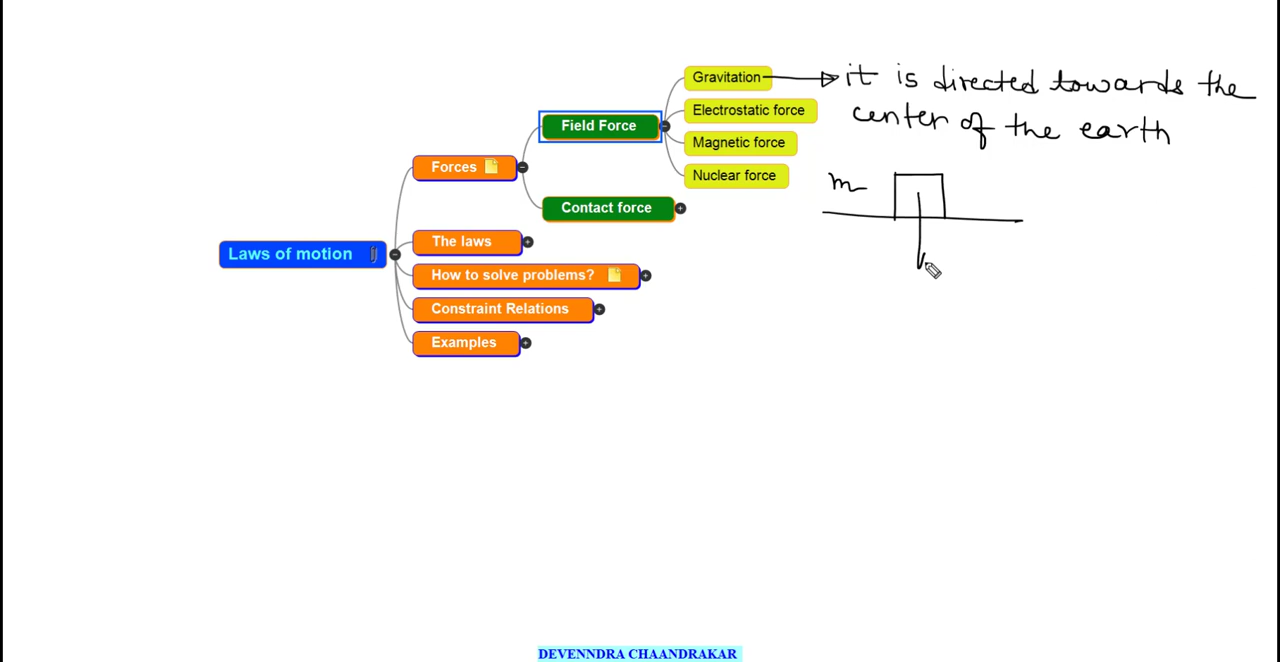 Gravitation
it is directed towards the
center of the earth
Electrostatic force
Field Force
Magnetic force
Nuclear force
Forces
Contact force
m
The laws
Laws of motion
How to solve problems?
Constraint Relations
Examples
DEVENNDRA CHAANDRAKAR